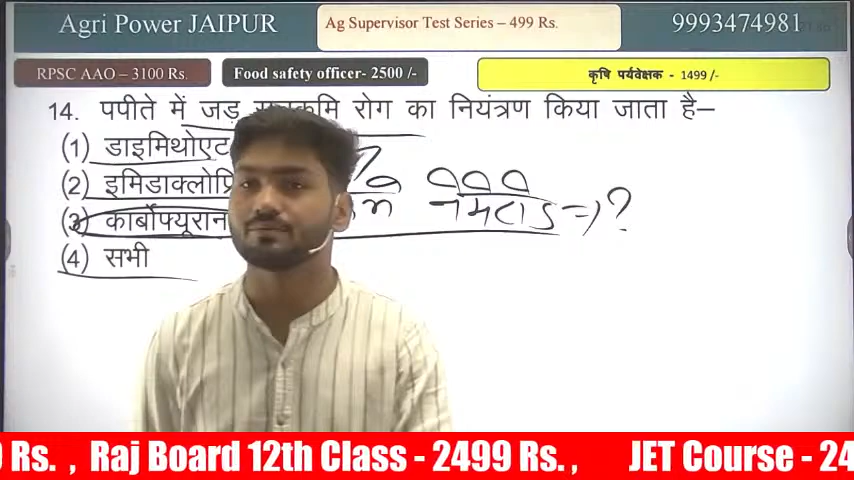 Agri Power JAIPUR
Ag Supervisor Test Series – 499 Rs.
9993474981
RPSC AAO – 3100 Rs.
Food safety officer- 2500 /-
कृषि पर्यवेक्षक - 1499 /-
14. पपीते में जड़ रोग का नियंत्रण किया जाता है–
(1) डाइमिथोएट
(2)
(3) कार्बोफ्यूरान
(4) सभी
=> ?
Rs. , Raj Board 12th Class - 2499 Rs. , JET Course - 24